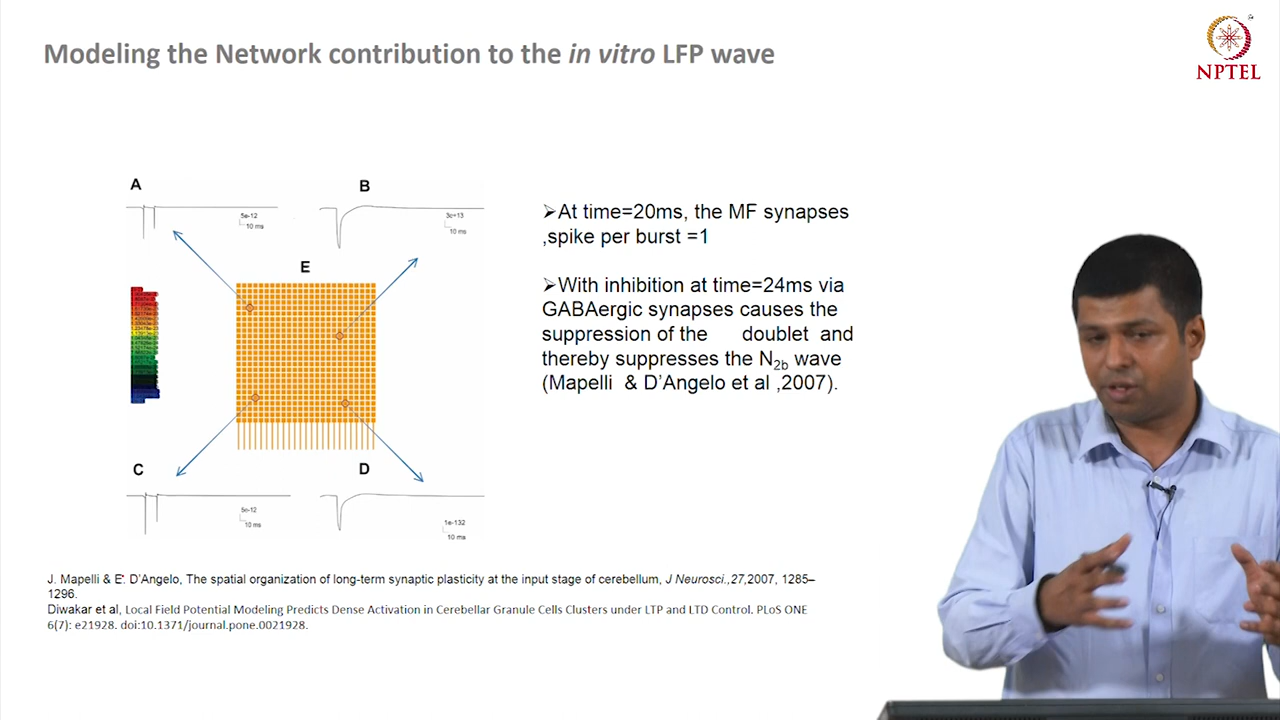 Modeling the Network contribution to the in vitro LFP wave
NPTEL
A
B
5e-12
10 ms
3e-13
10 ms
E
C
D
5e-12
10 ms
1e-132
10 ms
➢At time=20ms, the MF synapses
,spike per burst =1
➢With inhibition at time=24ms via
GABAergic synapses causes the
suppression of the doublet and
thereby suppresses the N2b wave
(Mapelli & D'Angelo et al ,2007).
J. Mapelli & E. D'Angelo, The spatial organization of long-term synaptic plasticity at the input stage of cerebellum, J Neurosci.,27,2007, 1285–
1296.
Diwakar et al, Local Field Potential Modeling Predicts Dense Activation in Cerebellar Granule Cells Clusters under LTP and LTD Control. PLoS ONE
6(7): e21928. doi:10.1371/journal.pone.0021928.